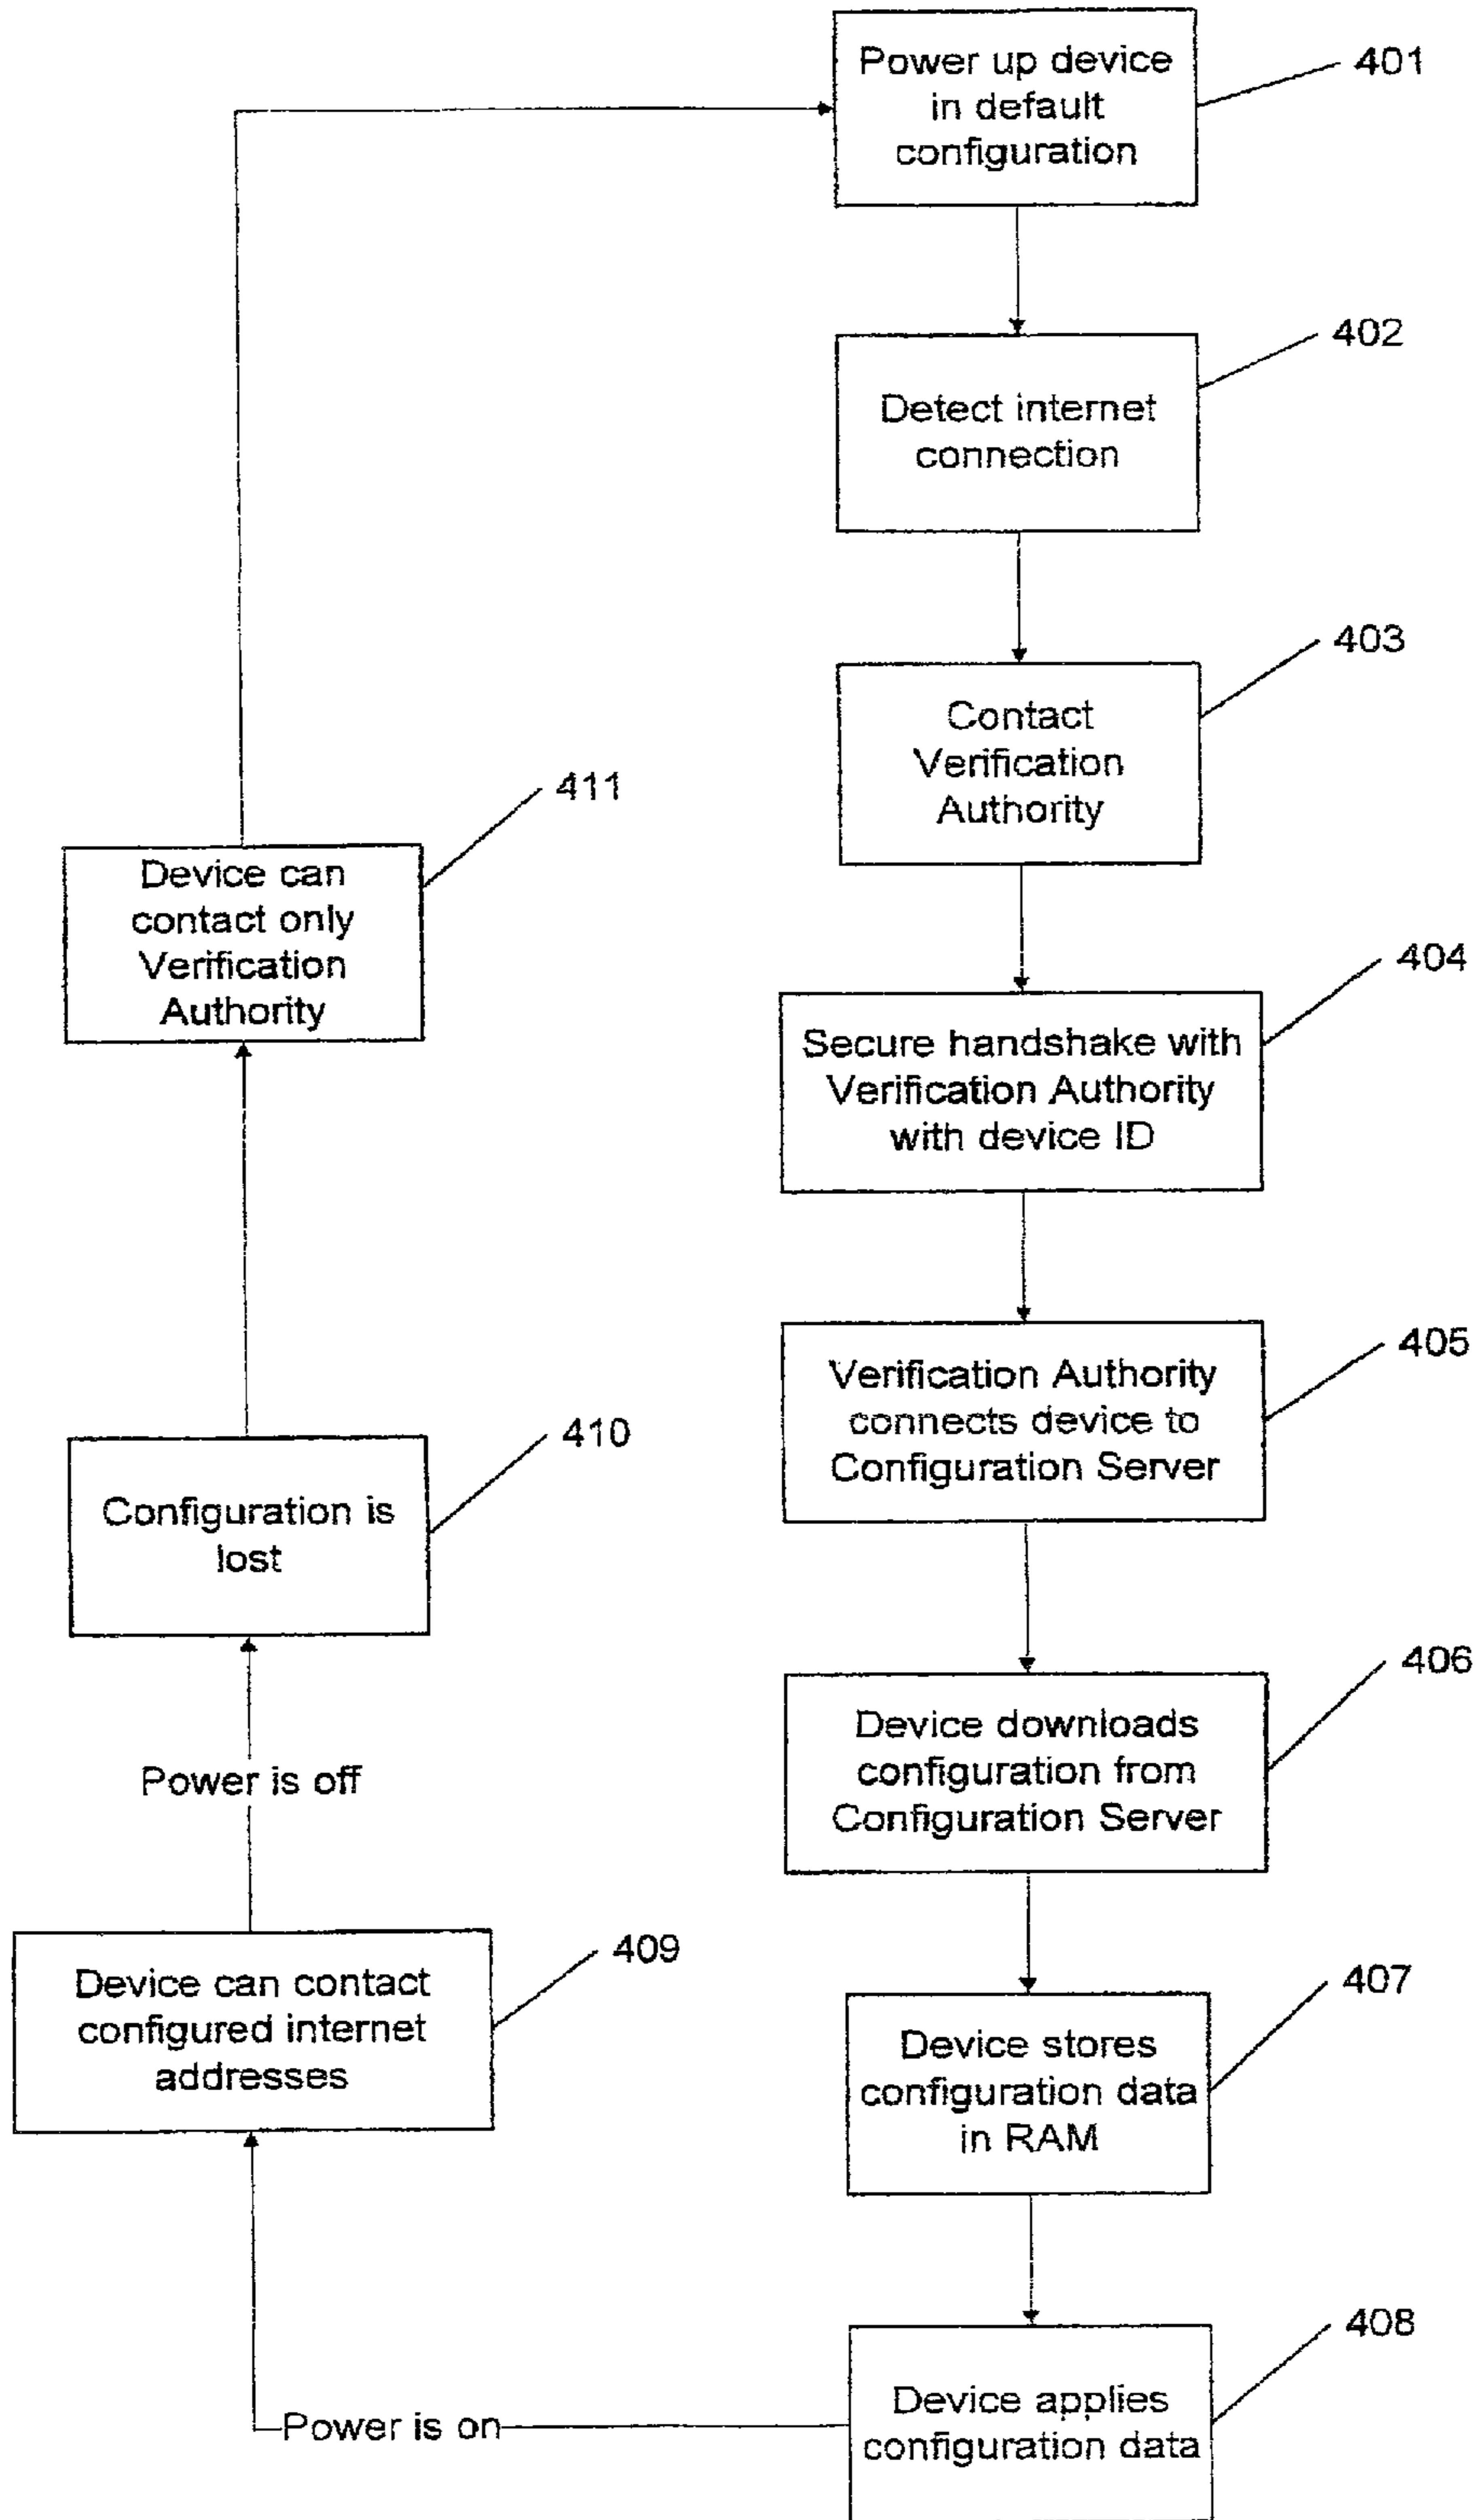 Power up device
in default
configuration
401
Detect internet
connection
402
Contact
Verification
Authority
403
Secure handshake with
Verification Authority
with device ID
404
Verification Authority
connects device to
Configuration Server
405
Device downloads
configuration from
Configuration Server
406
Device stores
configuration data
in RAM
407
Device applies
configuration data
408
Power is on
Device can contact
configured internet
addresses
409
Power is off
Configuration is
lost
410
Device can
contact only
Verification
Authority
411